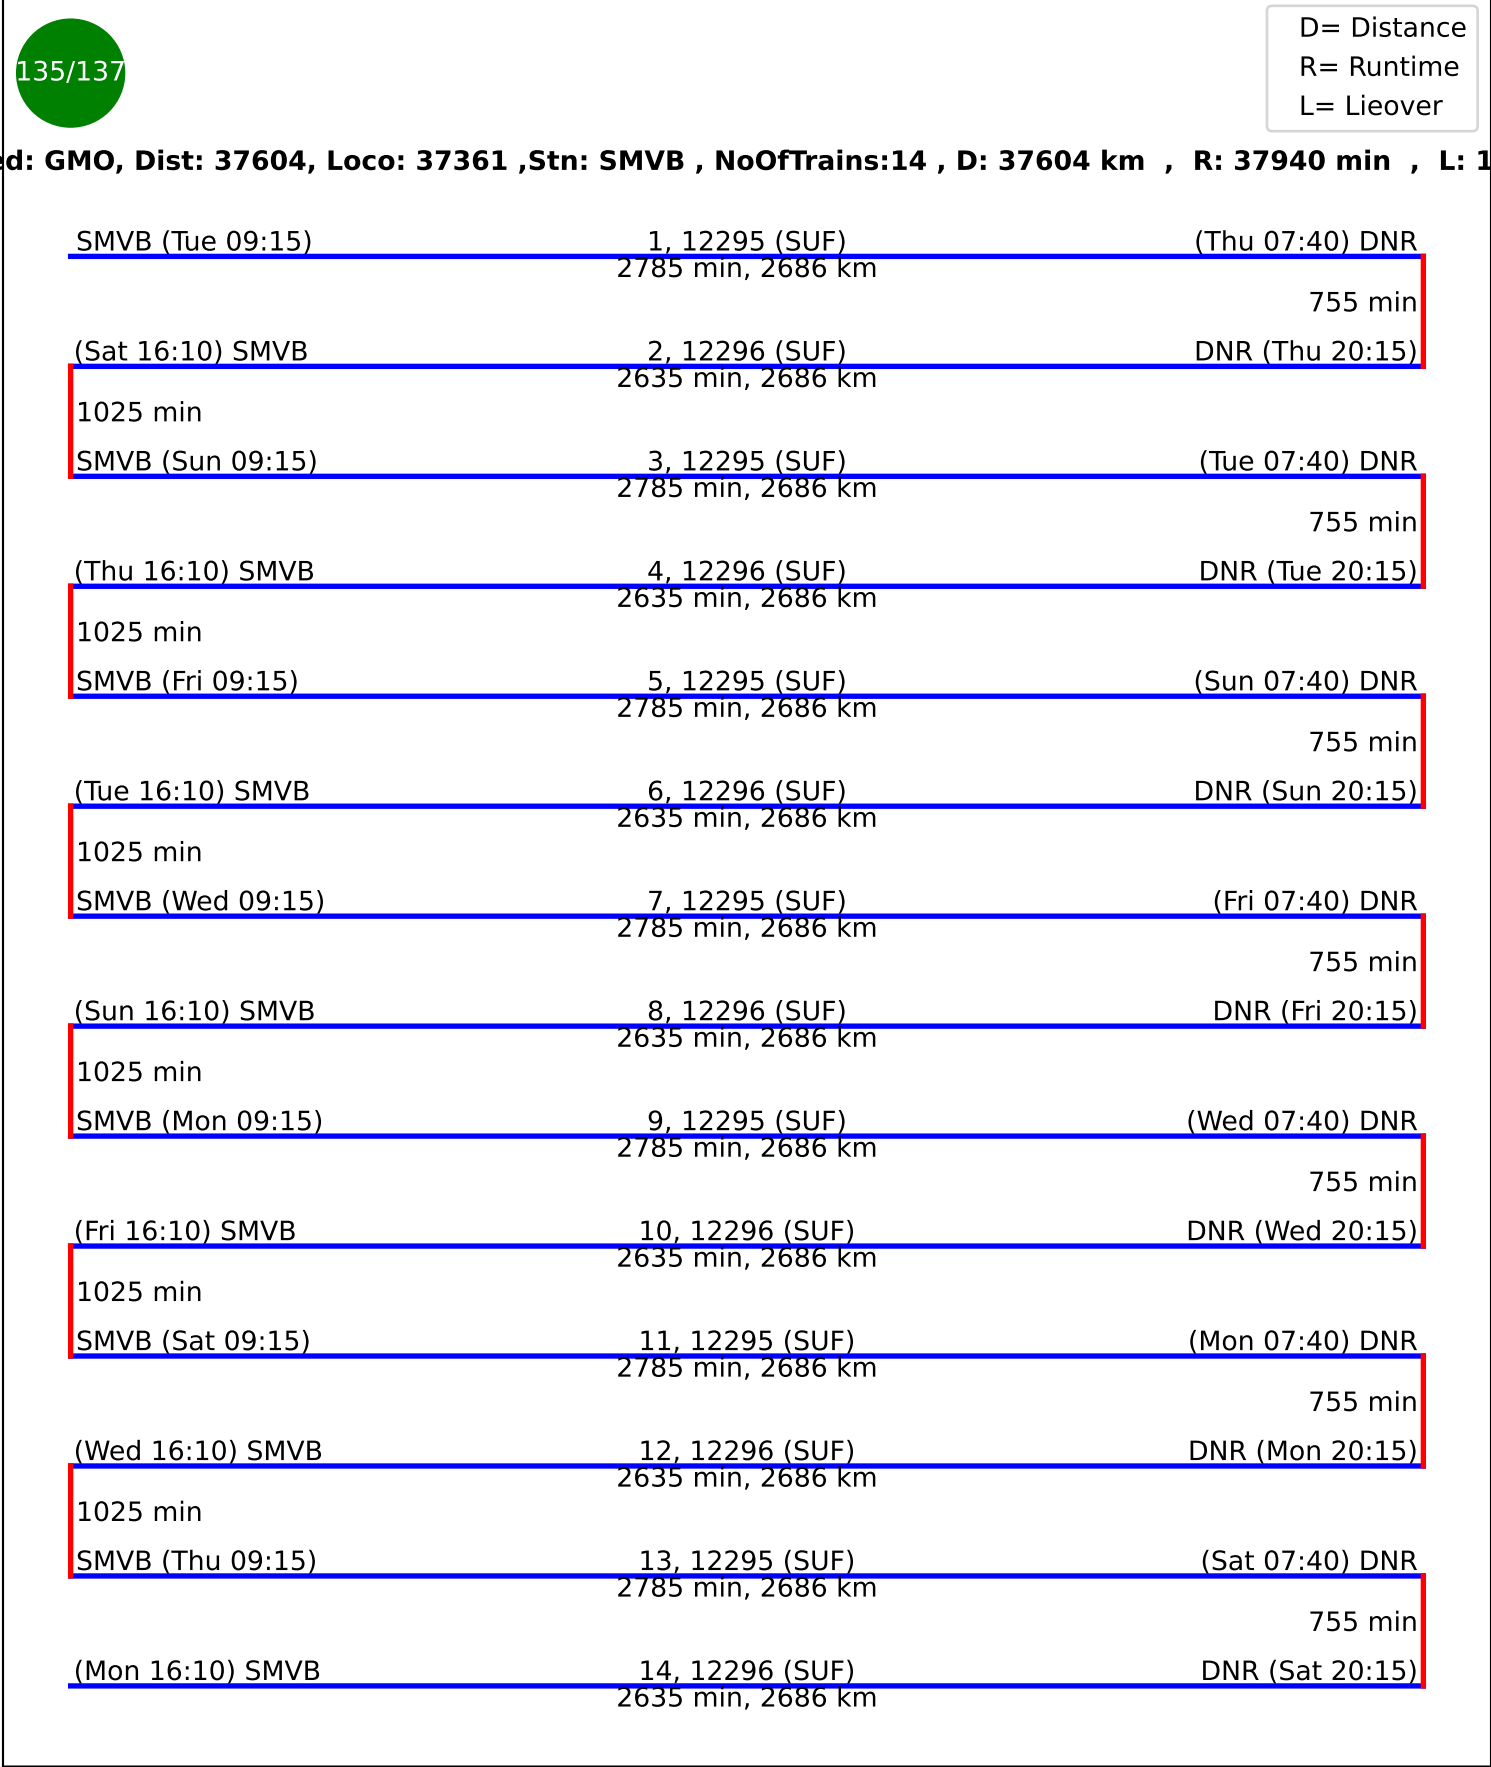 135/137
D= Distance
R= Runtime
L= Lieover
ed: GMO, Dist: 37604, Loco: 37361 ,Stn: SMVB , NoOfTrains:14 , D: 37604 km , R: 37940 min , L: 1
SMVB (Tue 09:15) 1, 12295 (SUF) (Thu 07:40) DNR
2785 min, 2686 km
755 min
(Sat 16:10) SMVB 2, 12296 (SUF) DNR (Thu 20:15)
2635 min, 2686 km
1025 min
SMVB (Sun 09:15) 3, 12295 (SUF) (Tue 07:40) DNR
2785 min, 2686 km
755 min
(Thu 16:10) SMVB 4, 12296 (SUF) DNR (Tue 20:15)
2635 min, 2686 km
1025 min
SMVB (Fri 09:15) 5, 12295 (SUF) (Sun 07:40) DNR
2785 min, 2686 km
755 min
(Tue 16:10) SMVB 6, 12296 (SUF) DNR (Sun 20:15)
2635 min, 2686 km
1025 min
SMVB (Wed 09:15) 7, 12295 (SUF) (Fri 07:40) DNR
2785 min, 2686 km
755 min
(Sun 16:10) SMVB 8, 12296 (SUF) DNR (Fri 20:15)
2635 min, 2686 km
1025 min
SMVB (Mon 09:15) 9, 12295 (SUF) (Wed 07:40) DNR
2785 min, 2686 km
755 min
(Fri 16:10) SMVB 10, 12296 (SUF) DNR (Wed 20:15)
2635 min, 2686 km
1025 min
SMVB (Sat 09:15) 11, 12295 (SUF) (Mon 07:40) DNR
2785 min, 2686 km
755 min
(Wed 16:10) SMVB 12, 12296 (SUF) DNR (Mon 20:15)
2635 min, 2686 km
1025 min
SMVB (Thu 09:15) 13, 12295 (SUF) (Sat 07:40) DNR
2785 min, 2686 km
755 min
(Mon 16:10) SMVB 14, 12296 (SUF) DNR (Sat 20:15)
2635 min, 2686 km